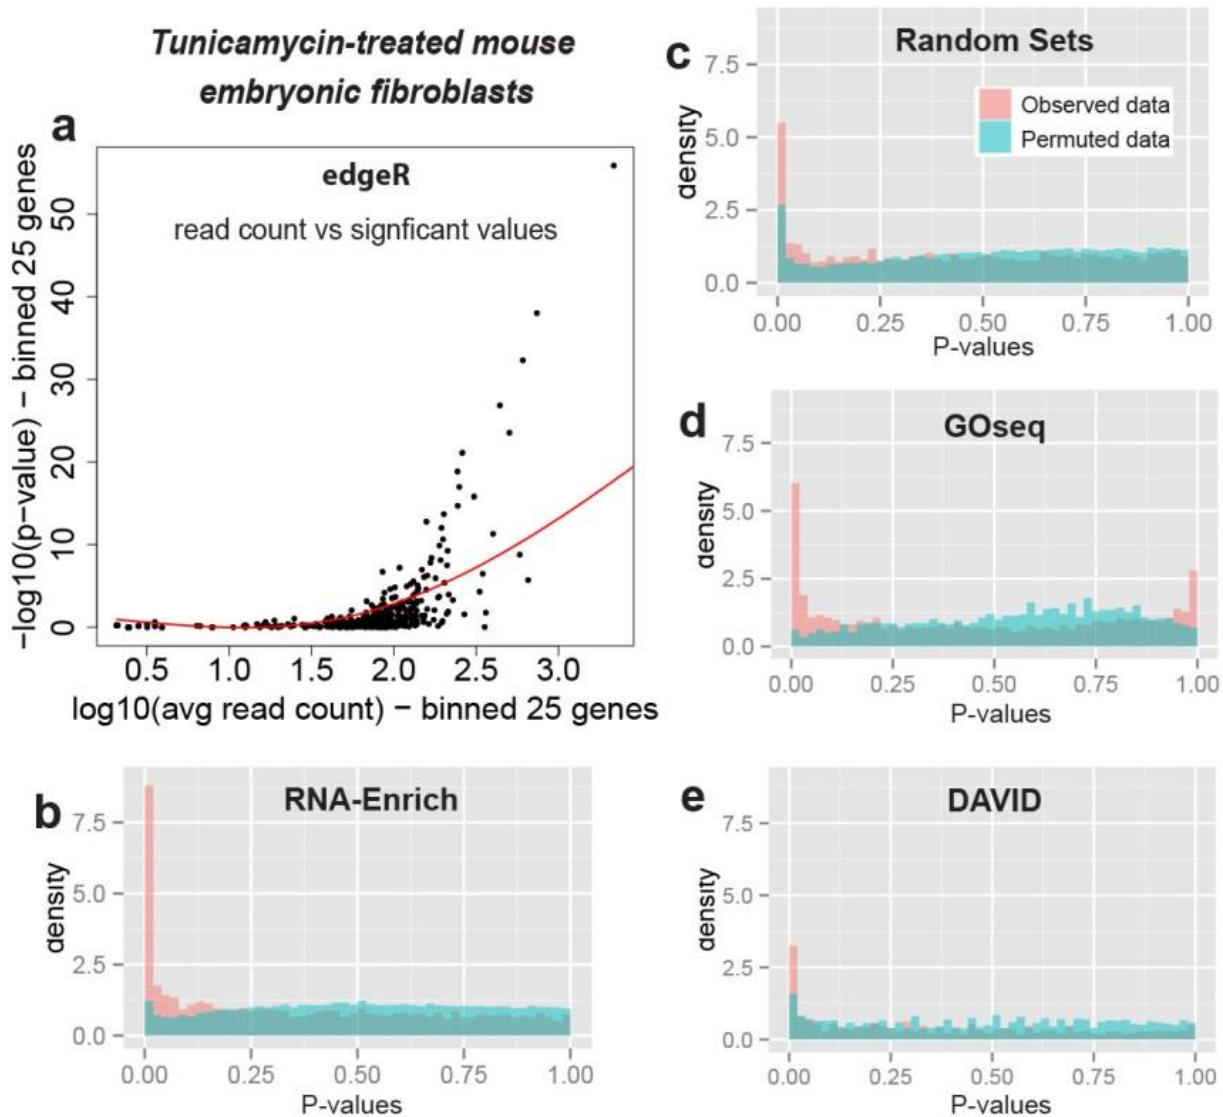 Tunicamycin-treated mouse
embryonic fibroblasts
a
edgeR
read count vs signficant values
−log10(p−value) − binned 25 genes
50
40
30
20
10
0
0.5 1.0 1.5 2.0 2.5 3.0
log10(avg read count) − binned 25 genes
b
RNA-Enrich
density
7.5
5.0
2.5
0.0
0.00 0.25 0.50 0.75 1.00
P-values
c
Random Sets
Observed data
Permuted data
density
7.5
5.0
2.5
0.0
0.00 0.25 0.50 0.75 1.00
P-values
d
GOseq
density
7.5
5.0
2.5
0.0
0.00 0.25 0.50 0.75 1.00
P-values
e
DAVID
density
7.5
5.0
2.5
0.0
0.00 0.25 0.50 0.75 1.00
P-values